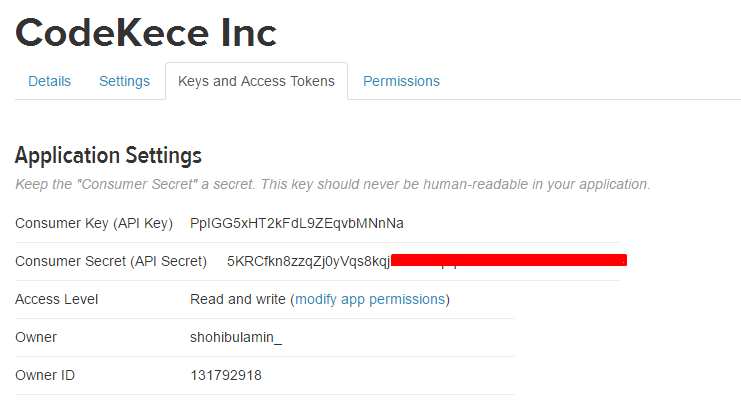 CodeKece Inc
Details Settings Keys and Access Tokens Permissions
Application Settings
Keep the "Consumer Secret" a secret. This key should never be human-readable in your application.
Consumer Key (API Key) PpIGG5xHT2kFdL9ZEqvbMNnNa
Consumer Secret (API Secret) 5KRCfkn8zzqZj0yVqs8kqj
Access Level Read and write (modify app permissions)
Owner shohibulamin_
Owner ID 131792918